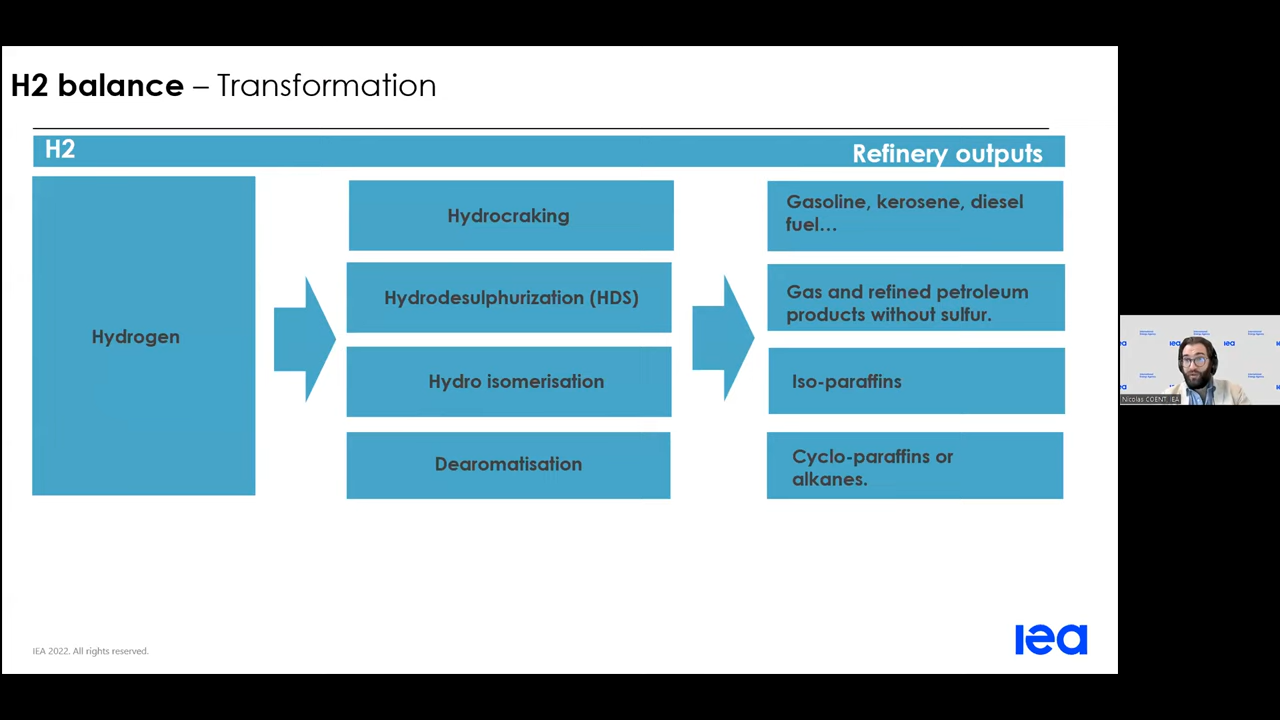 H2 balance – Transformation
H2
Refinery outputs
Hydrogen
Hydrocraking
Hydrodesulphurization (HDS)
Hydro isomerisation
Dearomatisation
Gasoline, kerosene, diesel
fuel…
Gas and refined petroleum
products without sulfur.
Iso-paraffins
Cyclo-paraffins or
alkanes.
IEA 2022. All rights reserved.
iea
Nicolas COENT, IEA
iea